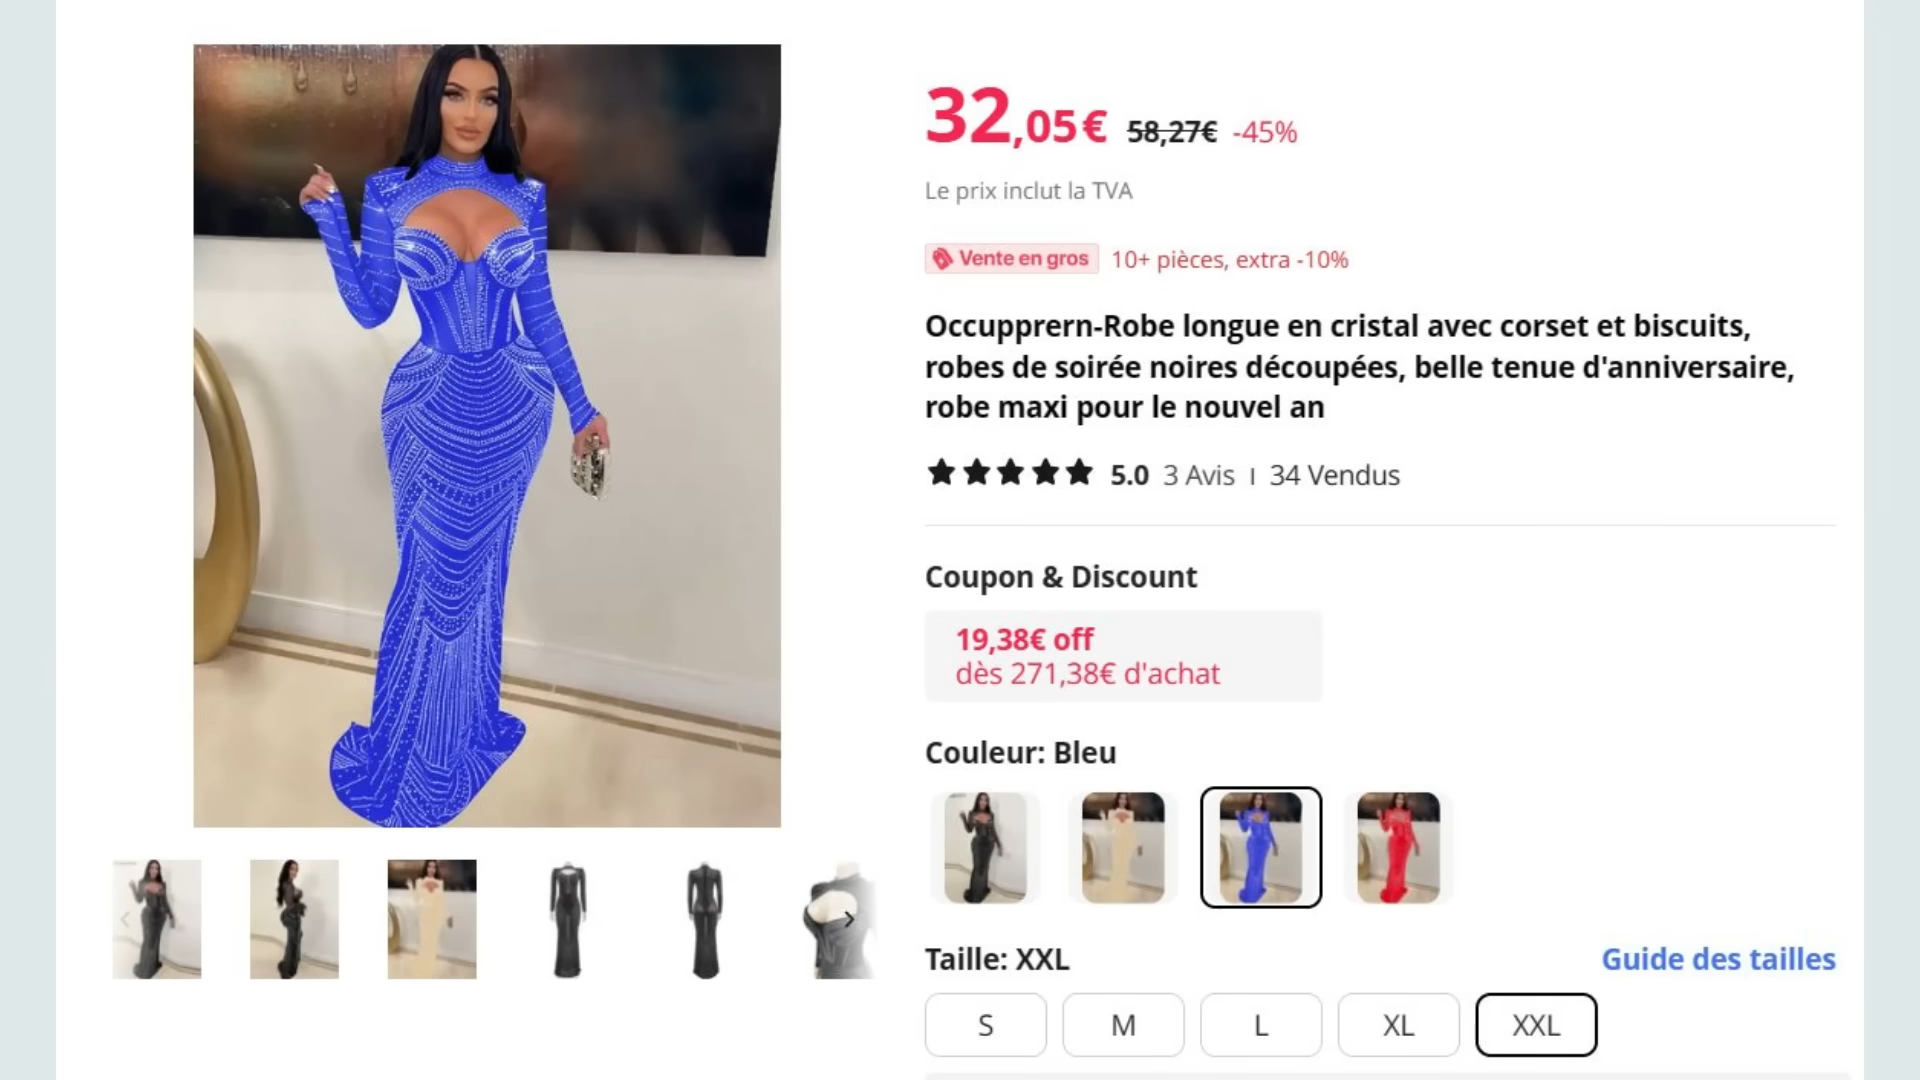 32,05€ 58,27€ -45%
Le prix inclut la TVA
Vente en gros 10+ pièces, extra -10%
Occupprern-Robe longue en cristal avec corset et biscuits,
robes de soirée noires découpées, belle tenue d'anniversaire,
robe maxi pour le nouvel an
5.0 3 Avis I 34 Vendus
Coupon & Discount
19,38€ off
dès 271,38€ d'achat
Couleur: Bleu
Taille: XXL Guide des tailles
S M L XL XXL